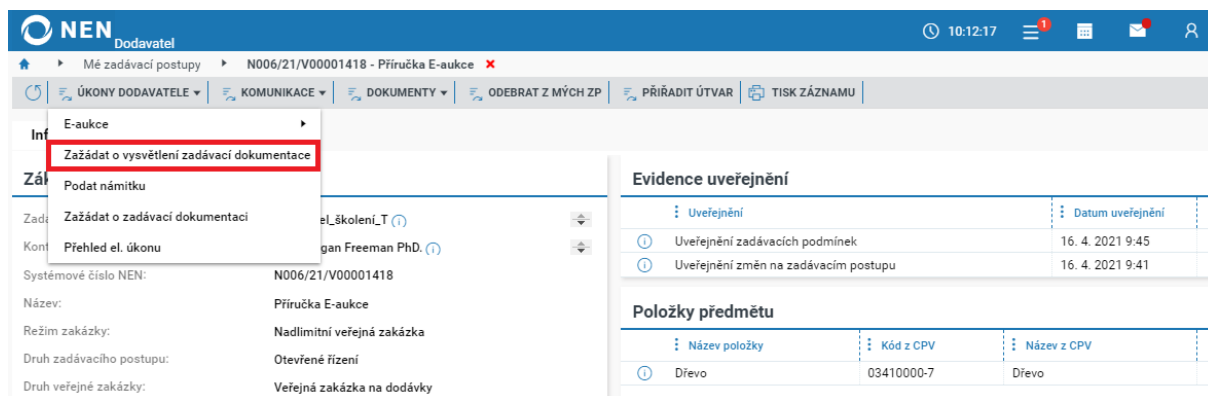 NEN Dodavatel
10:12:17
1
Mé zadávací postupy N006/21/V00001418 - Příručka E-aukce
ÚKONY DODAVATELE KOMUNIKACE DOKUMENTY ODEBRAT Z MÝCH ZP PŘIŘADIT ÚTVAR TISK ZÁZNAMU
E-aukce
Zažádat o vysvětlení zadávací dokumentace
Podat námitku
Zažádat o zadávací dokumentaci
Přehled el. úkonu
el_školení_T
gan Freeman PhD.
Systémové číslo NEN: N006/21/V00001418
Název: Příručka E-aukce
Režim zakázky: Nadlimitní veřejná zakázka
Druh zadávacího postupu: Otevřené řízení
Druh veřejné zakázky: Veřejná zakázka na dodávky
Evidence uveřejnění
Uveřejnění Datum uveřejnění
Uveřejnění zadávacích podmínek 16. 4. 2021 9:45
Uveřejnění změn na zadávacím postupu 16. 4. 2021 9:41
Položky předmětu
Název položky Kód z CPV Název z CPV
Dřevo 03410000-7 Dřevo